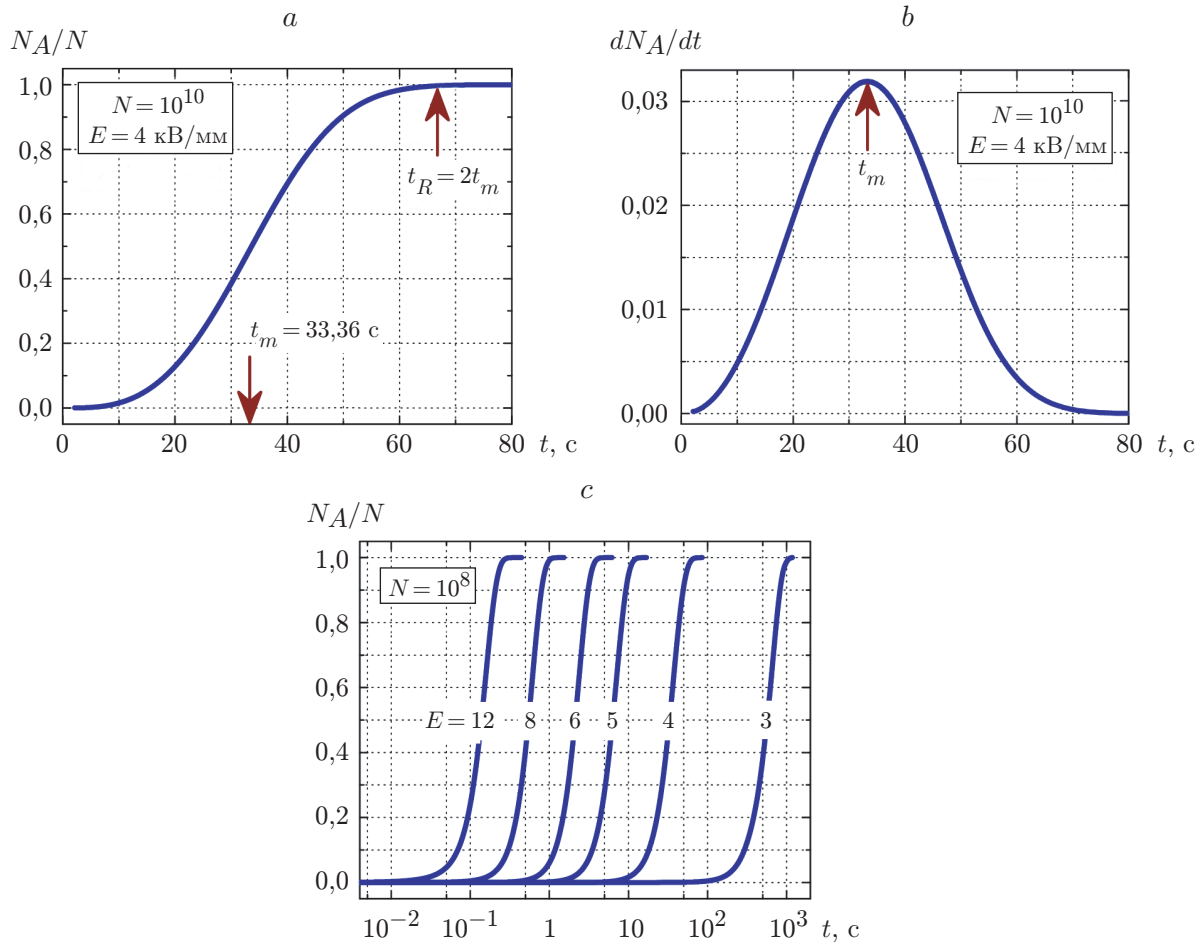 a
N_A/N
1,0
0,8
0,6
0,4
0,2
0,0
N = 10^10
E = 4 кВ/мм
t_R = 2t_m
t_m = 33,36 с
0 20 40 60 80 t, с
b
dN_A/dt
0,03
0,02
0,01
0,00
N = 10^10
E = 4 кВ/мм
t_m
0 20 40 60 80 t, с
c
N_A/N
1,0
0,8
0,6
0,4
0,2
0,0
N = 10^8
E = 12 8 6 5 4 3
10^−2 10^−1 1 10 10^2 10^3 t, с